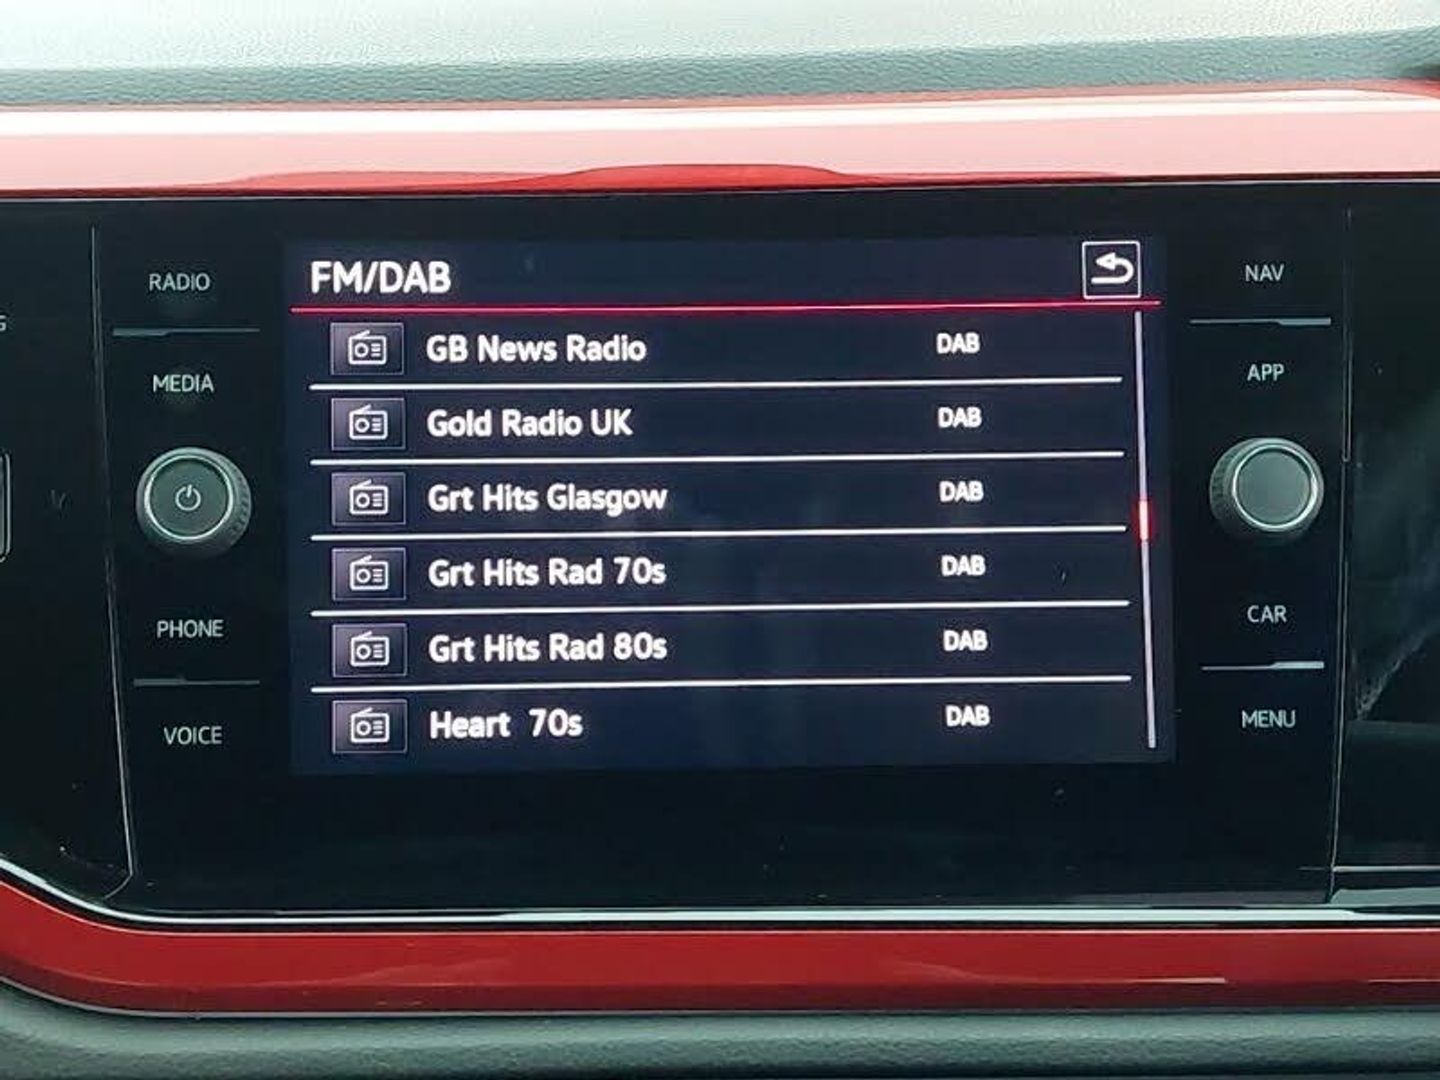 FM/DAB
GB News Radio DAB
Gold Radio UK DAB
Grt Hits Glasgow DAB
Grt Hits Rad 70s DAB
Grt Hits Rad 80s DAB
Heart 70s DAB
RADIO
MEDIA
PHONE
VOICE
NAV
APP
CAR
MENU